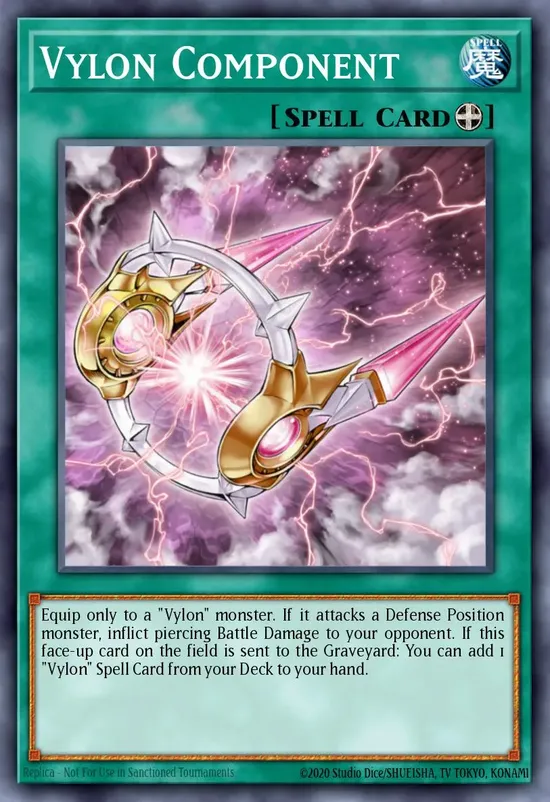 Vylon Component
SPELL
魔
[Spell Card]
Equip only to a "Vylon" monster. If it attacks a Defense Position
monster, inflict piercing Battle Damage to your opponent. If this
face-up card on the field is sent to the Graveyard: You can add 1
"Vylon" Spell Card from your Deck to your hand.
Replica - Not For Use in Sanctioned Tournaments
©2020 Studio Dice/SHUEISHA, TV TOKYO, KONAMI